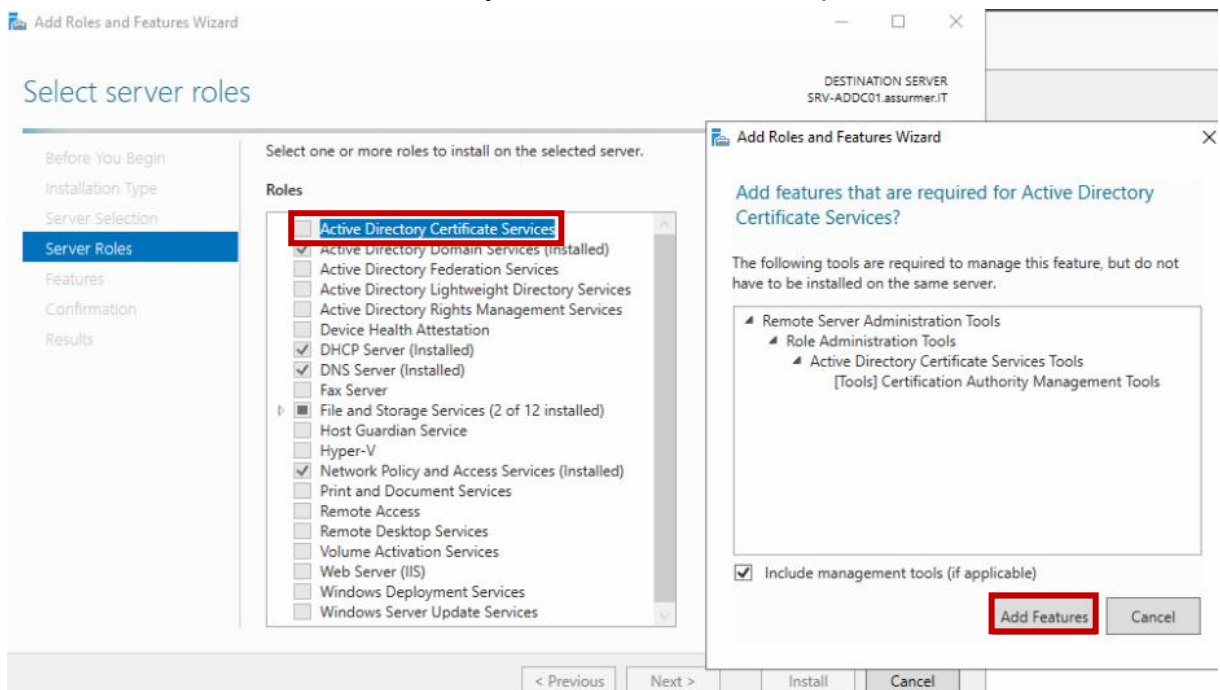 Add Roles and Features Wizard
Select server roles
DESTINATION SERVER
SRV-ADDC01.assurmer.IT
Before You Begin
Installation Type
Server Selection
Server Roles
Features
Confirmation
Results
Select one or more roles to install on the selected server.
Roles
Active Directory Certificate Services
Active Directory Domain Services (Installed)
Active Directory Federation Services
Active Directory Lightweight Directory Services
Active Directory Rights Management Services
Device Health Attestation
DHCP Server (Installed)
DNS Server (Installed)
Fax Server
File and Storage Services (2 of 12 installed)
Host Guardian Service
Hyper-V
Network Policy and Access Services (Installed)
Print and Document Services
Remote Access
Remote Desktop Services
Volume Activation Services
Web Server (IIS)
Windows Deployment Services
Windows Server Update Services
< Previous
Next >
Install
Cancel
Add Roles and Features Wizard
Add features that are required for Active Directory
Certificate Services?
The following tools are required to manage this feature, but do not
have to be installed on the same server.
Remote Server Administration Tools
Role Administration Tools
Active Directory Certificate Services Tools
[Tools] Certification Authority Management Tools
Include management tools (if applicable)
Add Features
Cancel